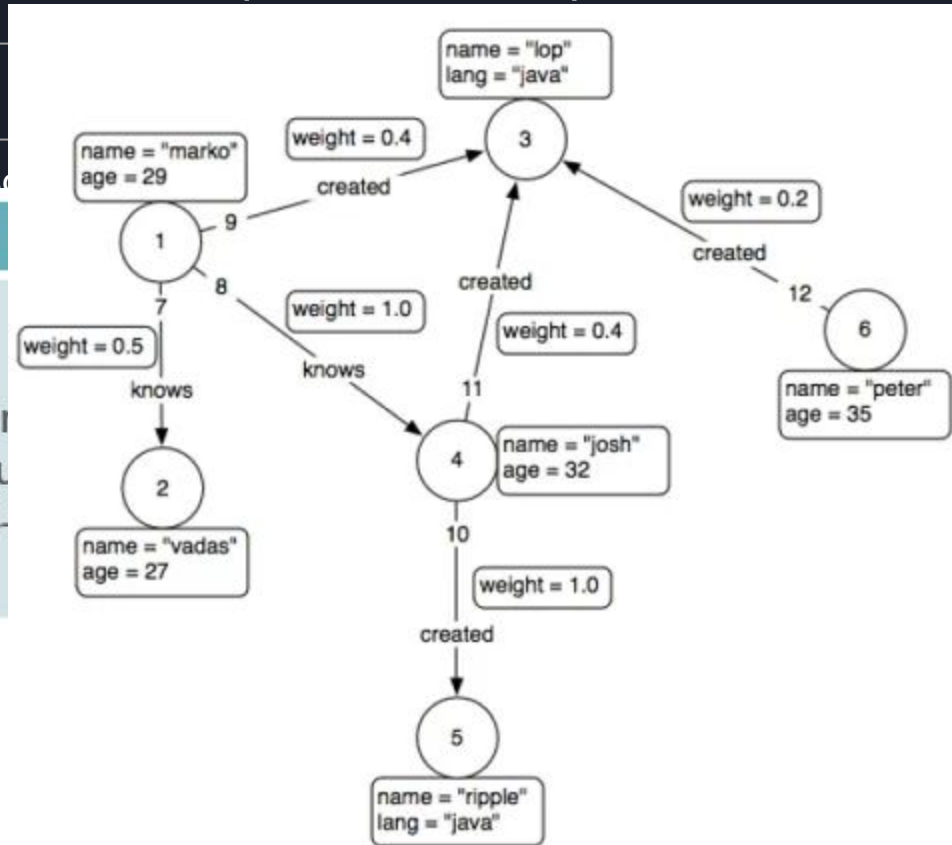 name = "lop"
lang = "java"
3
weight = 0.4
created
name = "marko"
age = 29
1
9
weight = 0.2
created
12
8
7
weight = 1.0
created
weight = 0.5
knows
knows
weight = 0.4
11
6
name = "peter"
age = 35
4
name = "josh"
age = 32
2
name = "vadas"
age = 27
10
weight = 1.0
created
5
name = "ripple"
lang = "java"